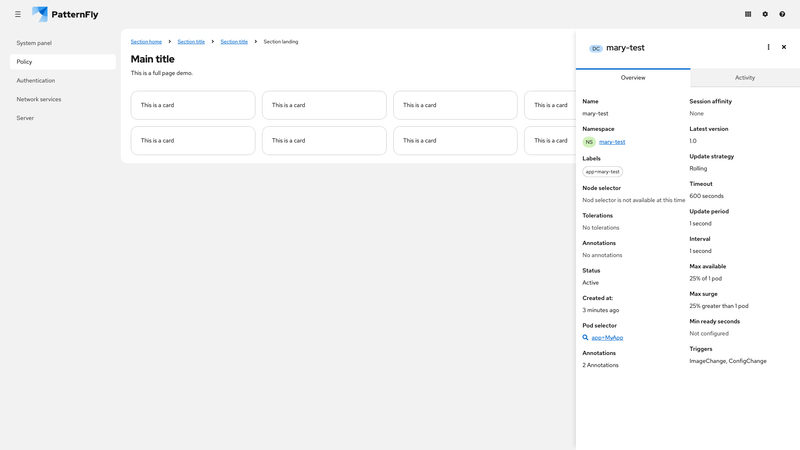 PatternFly
System panel
Policy
Authentication
Network services
Server
Section home
Section title
Section title
Section landing
Main title
This is a full page demo.
This is a card
This is a card
This is a card
This is a card
This is a card
This is a card
This is a card
This is a card
DC mary-test
Overview
Activity
Name
mary-test
Namespace
NS mary-test
Labels
app=mary-test
Node selector
Nod selector is not available at this time
Tolerations
No tolerations
Annotations
No annotations
Status
Active
Created at:
3 minutes ago
Pod selector
app=MyApp
Annotations
2 Annotations
Session affinity
None
Latest version
1.0
Update strategy
Rolling
Timeout
600 seconds
Update period
1 second
Interval
1 second
Max available
25% of 1 pod
Max surge
25% greater than 1 pod
Min ready seconds
Not configured
Triggers
ImageChange, ConfigChange